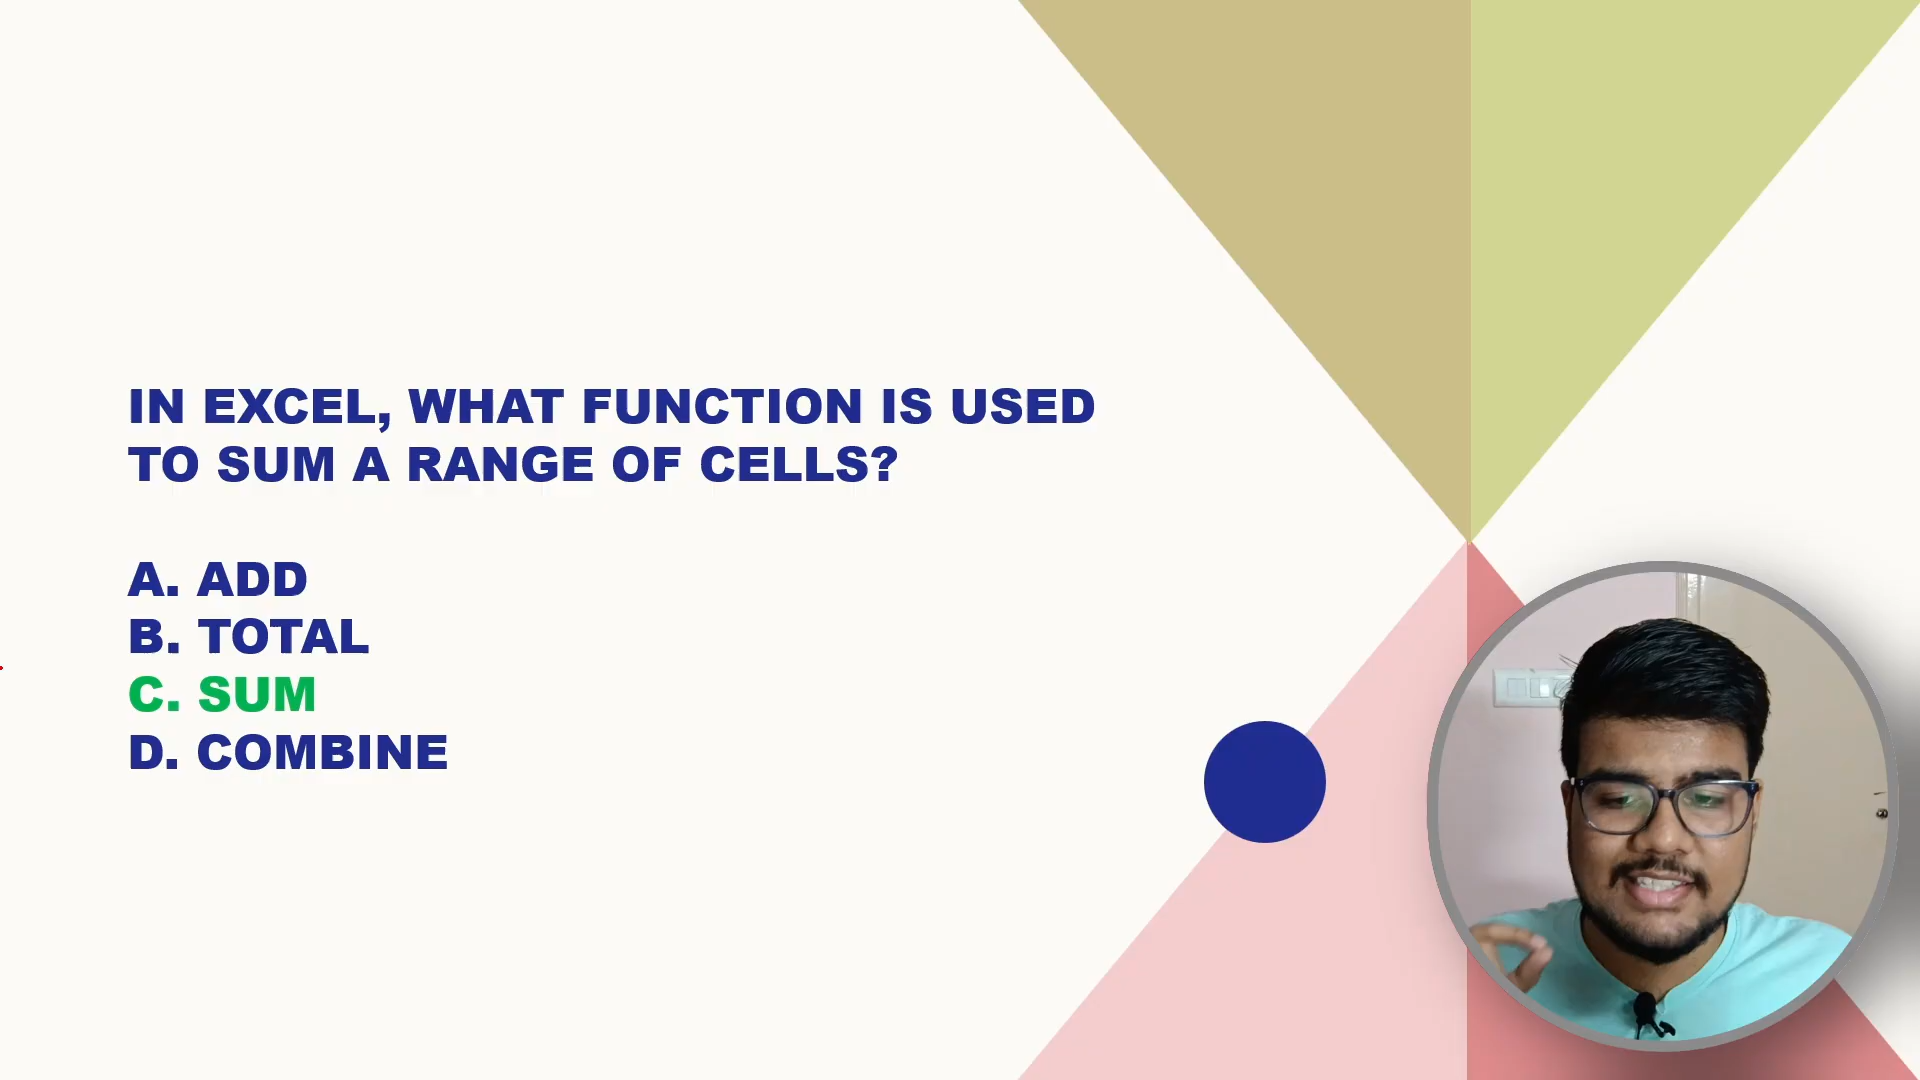 IN EXCEL, WHAT FUNCTION IS USED
TO SUM A RANGE OF CELLS?
A. ADD
B. TOTAL
C. SUM
D. COMBINE